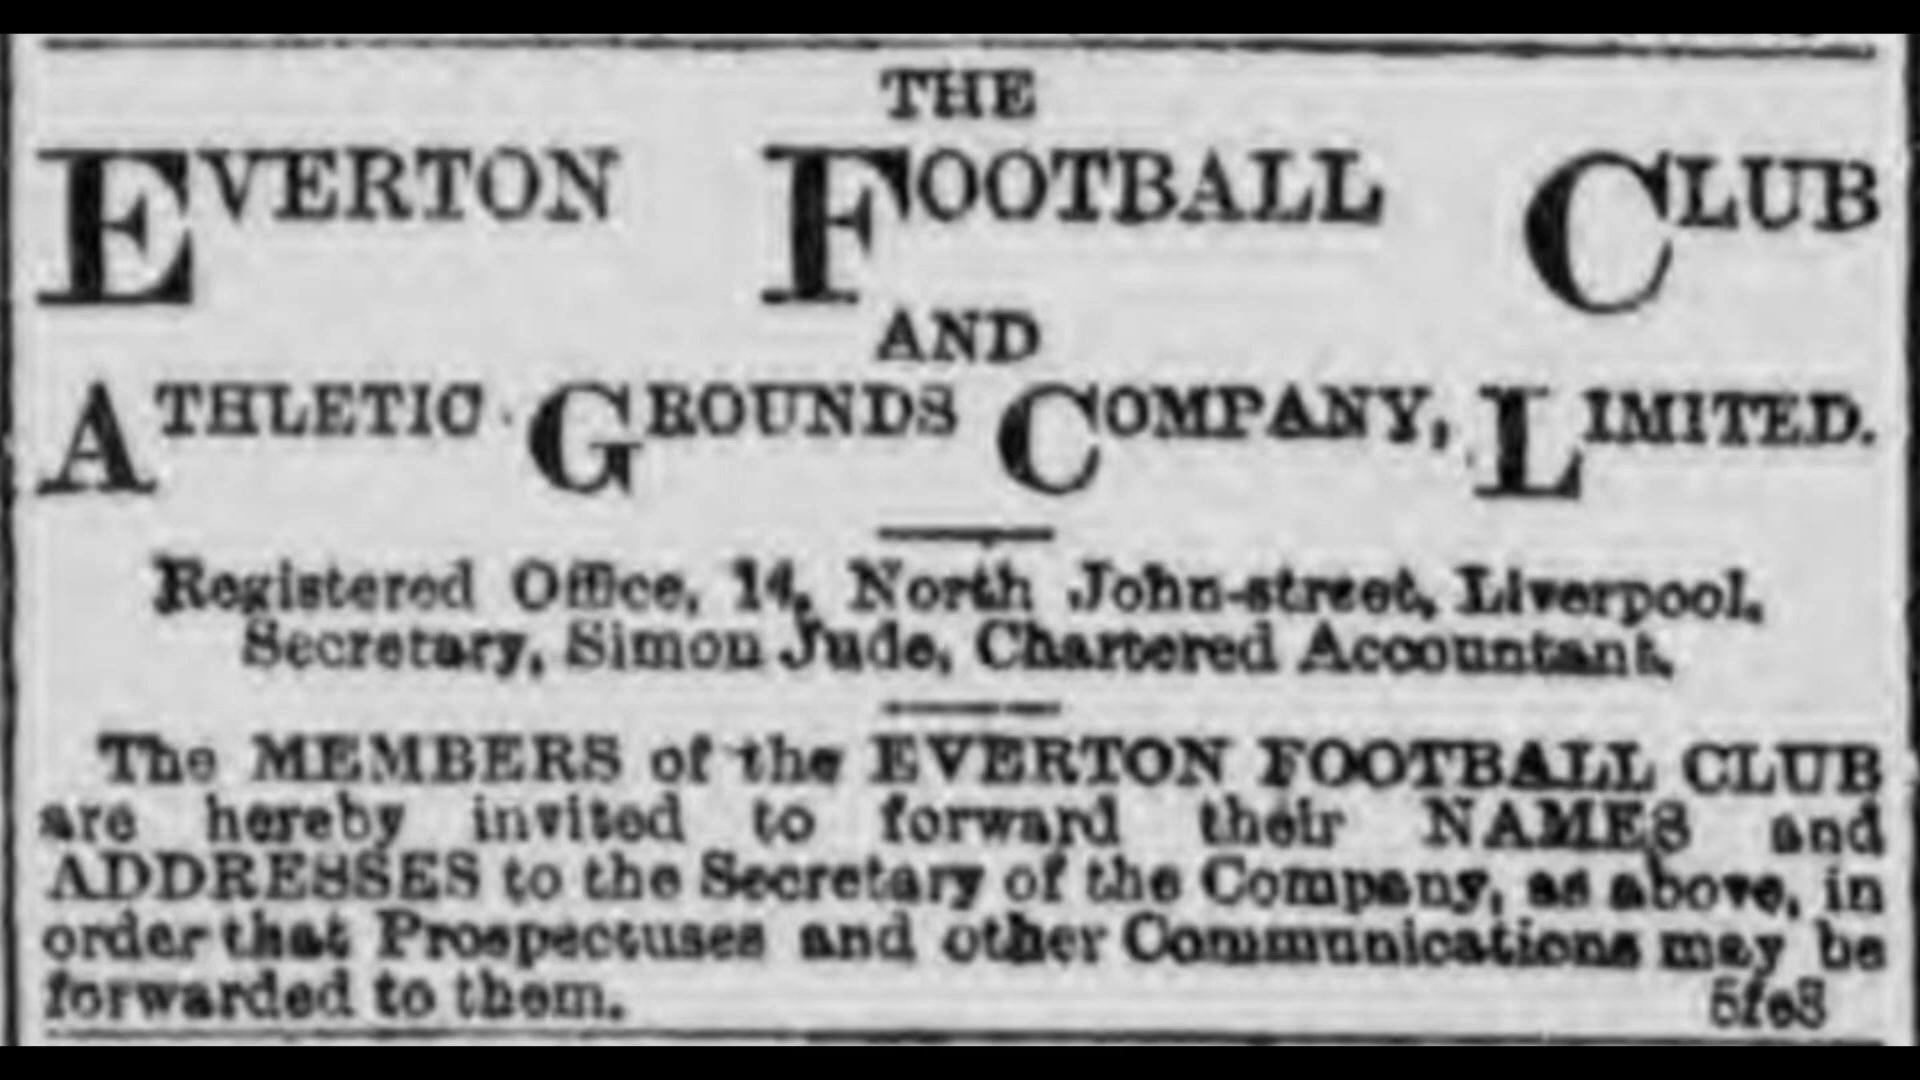 THE
EVERTON FOOTBALL CLUB
AND
ATHLETIC GROUNDS COMPANY, LIMITED.
Registered Office, 14, North John-street, Liverpool.
Secretary, Simon Jude, Chartered Accountant.
The MEMBERS of the EVERTON FOOTBALL CLUB
are hereby invited to forward their NAMES and
ADDRESSES to the Secretary of the Company, as above, in
order that Prospectuses and other Communications may be
forwarded to them.
5fe8